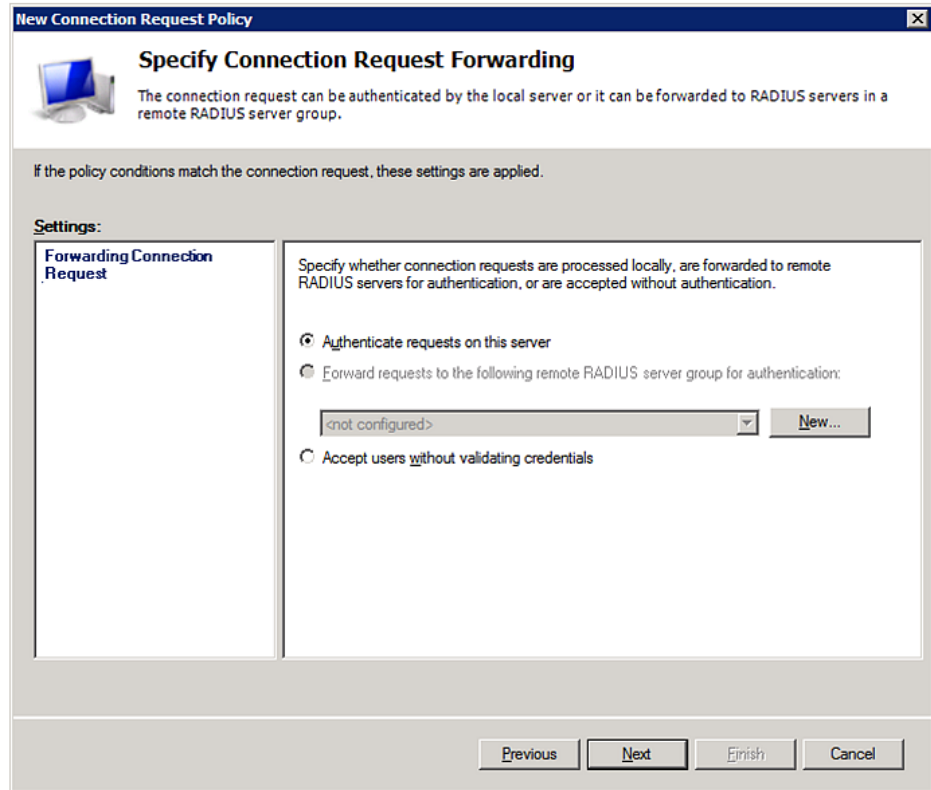 New Connection Request Policy
Specify Connection Request Forwarding
The connection request can be authenticated by the local server or it can be forwarded to RADIUS servers in a
remote RADIUS server group.
If the policy conditions match the connection request, these settings are applied.
Settings:
Forwarding Connection
Request
Specify whether connection requests are processed locally, are forwarded to remote
RADIUS servers for authentication, or are accepted without authentication.
Authenticate requests on this server
Forward requests to the following remote RADIUS server group for authentication:
<not configured>
New...
Accept users without validating credentials
Previous
Next
Finish
Cancel